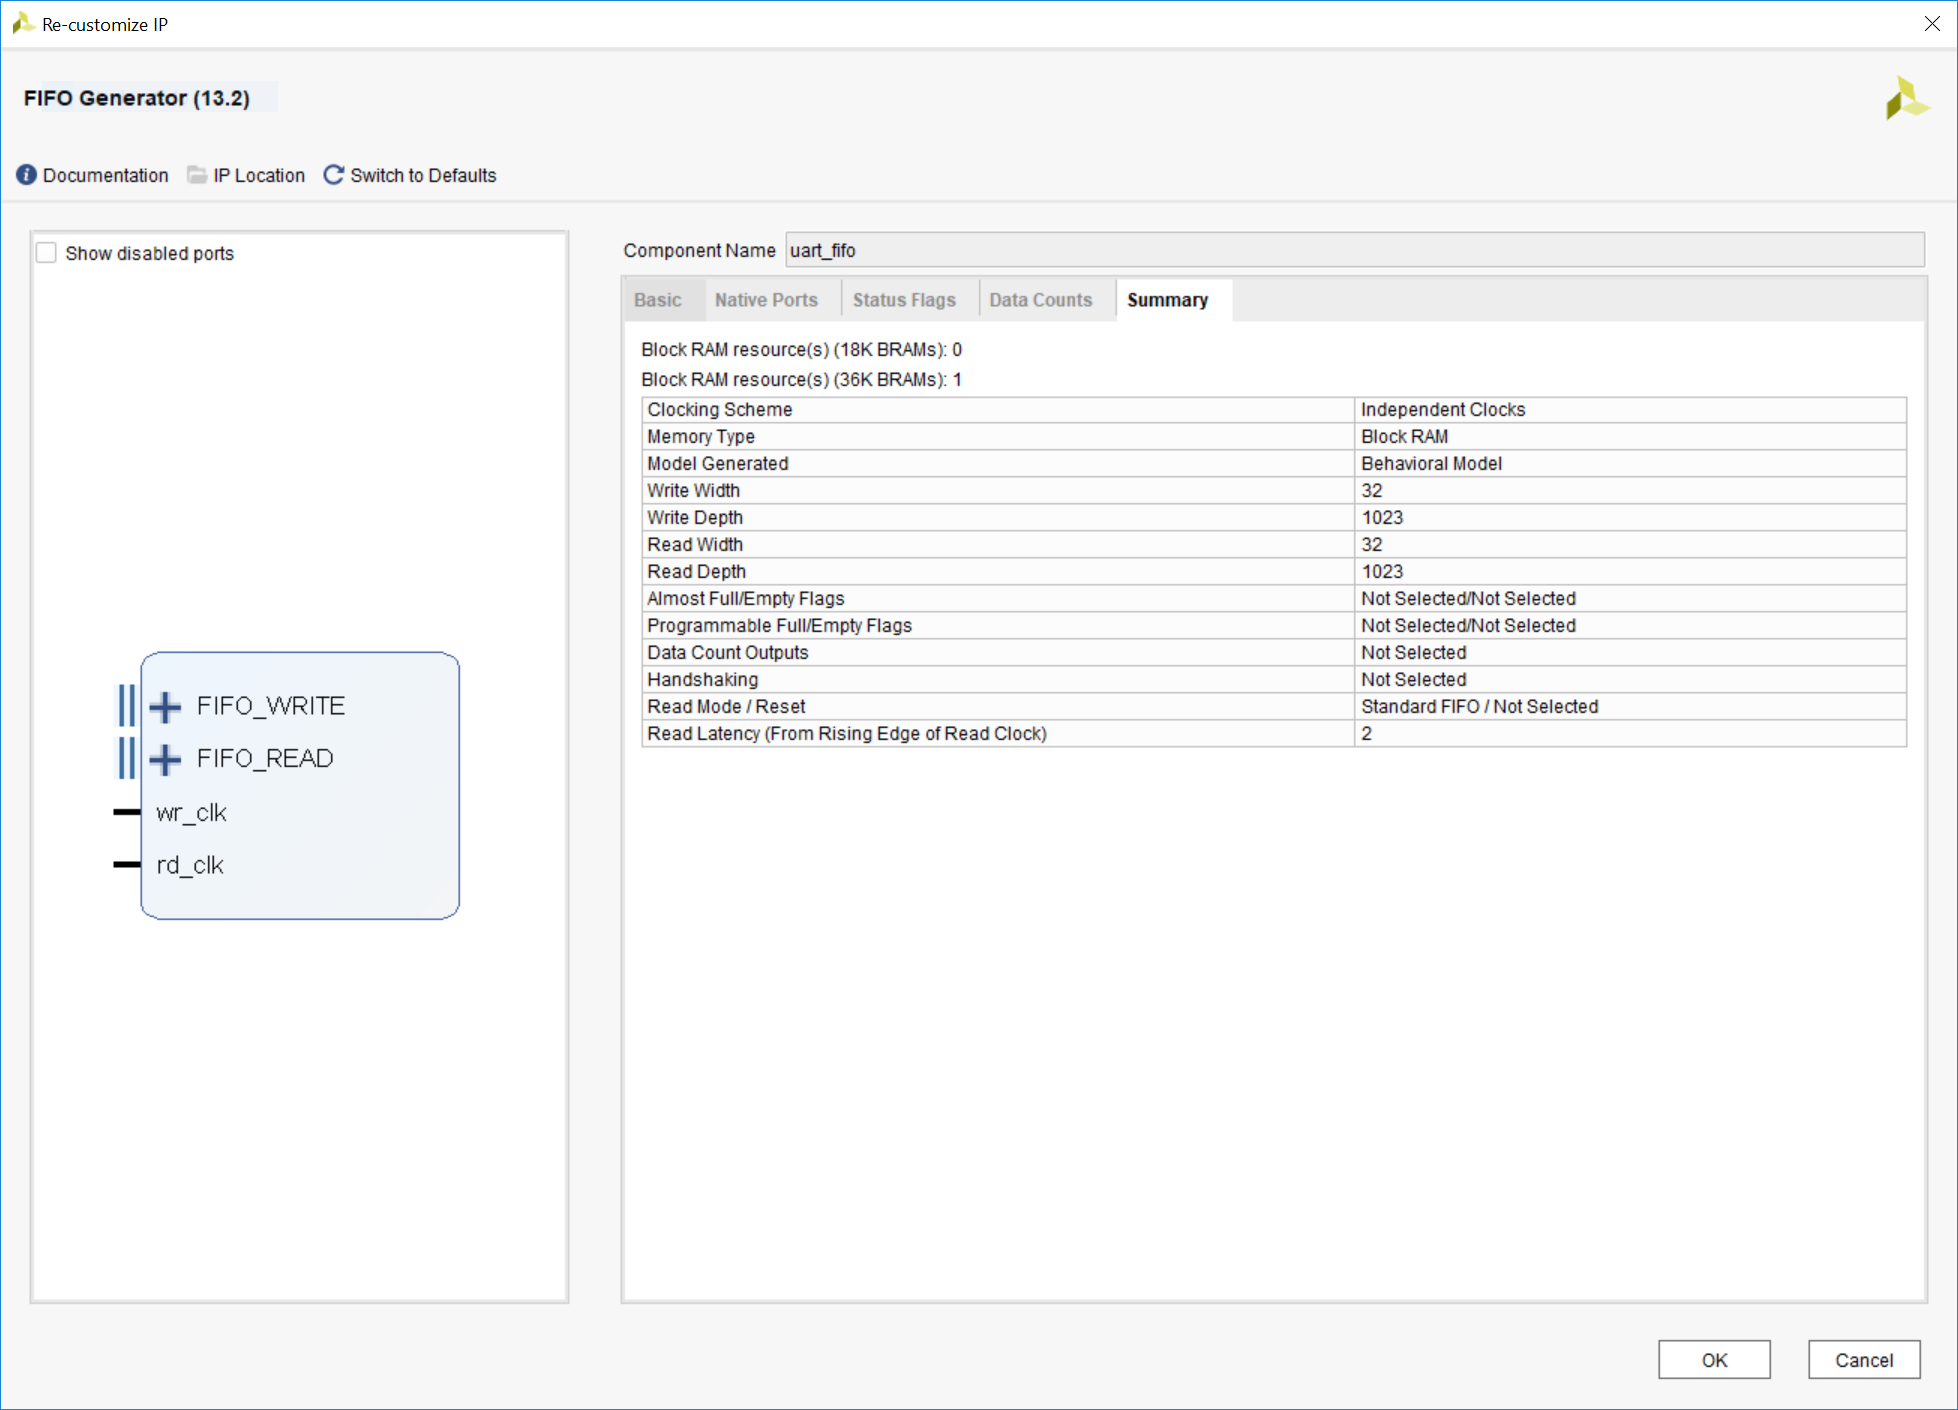 Re-customize IP
FIFO Generator (13.2)
Documentation IP Location Switch to Defaults
Show disabled ports
FIFO_WRITE
FIFO_READ
wr_clk
rd_clk
Component Name uart_fifo
Basic Native Ports Status Flags Data Counts Summary
Block RAM resource(s) (18K BRAMs): 0
Block RAM resource(s) (36K BRAMs): 1
Clocking Scheme Independent Clocks
Memory Type Block RAM
Model Generated Behavioral Model
Write Width 32
Write Depth 1023
Read Width 32
Read Depth 1023
Almost Full/Empty Flags Not Selected/Not Selected
Programmable Full/Empty Flags Not Selected/Not Selected
Data Count Outputs Not Selected
Handshaking Not Selected
Read Mode / Reset Standard FIFO / Not Selected
Read Latency (From Rising Edge of Read Clock) 2
OK Cancel